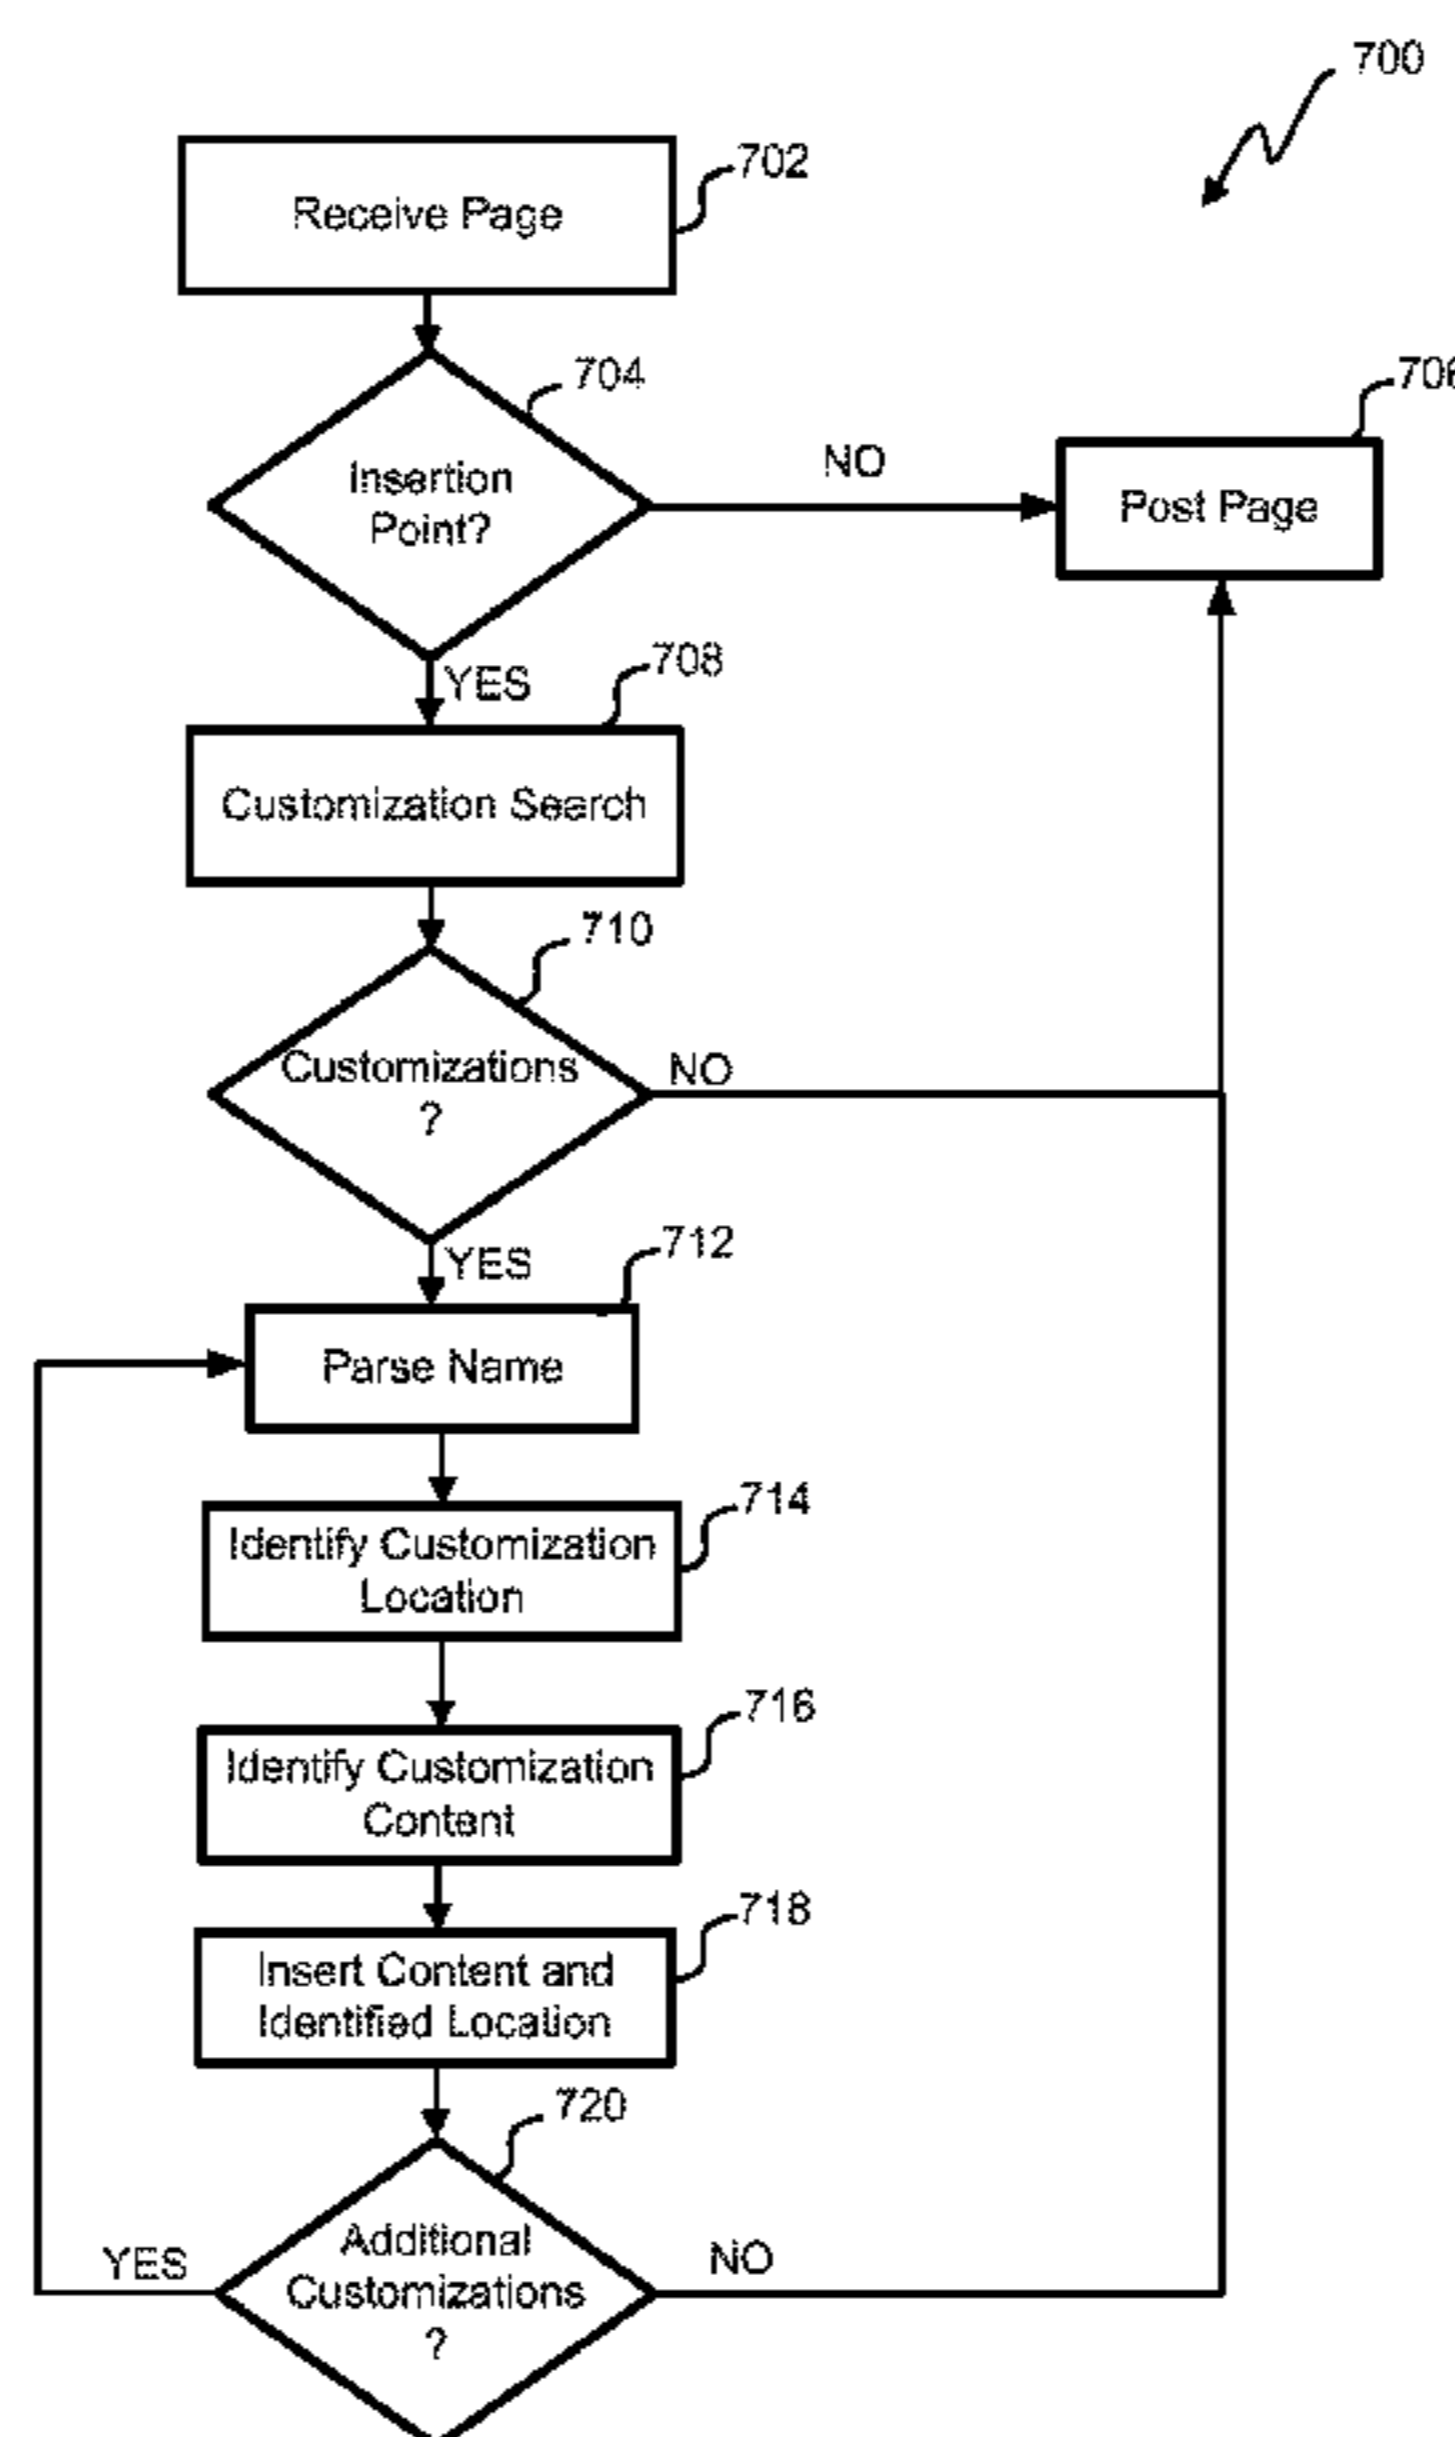 700
702
Receive Page
704
Insertion
Point?
NO
Post Page
YES
708
Customization Search
710
Customizations
?
NO
YES
712
Parse Name
714
Identify Customization
Location
716
Identify Customization
Content
718
Insert Content and
Identified Location
720
Additional
Customizations
?
YES
NO